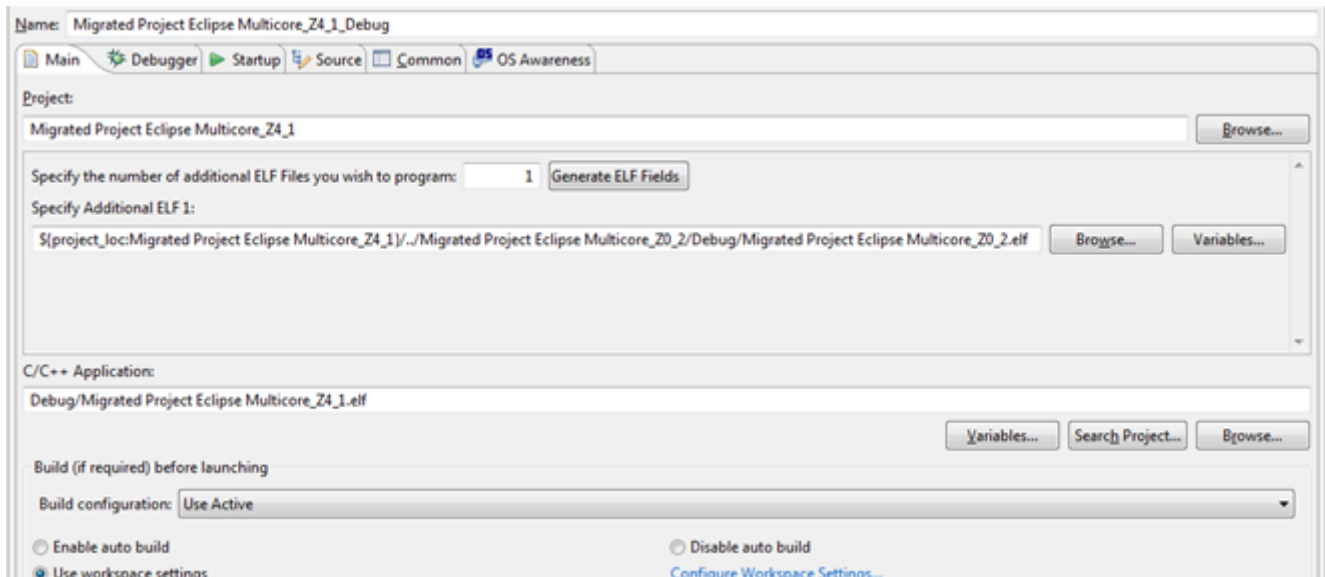 Name: Migrated Project Eclipse Multicore_Z4_1_Debug
Main Debugger Startup Source Common OS Awareness
Project:
Migrated Project Eclipse Multicore_Z4_1 Browse...
Specify the number of additional ELF Files you wish to program: 1 Generate ELF Fields
Specify Additional ELF 1:
${project_loc:Migrated Project Eclipse Multicore_Z4_1}/../Migrated Project Eclipse Multicore_Z0_2/Debug/Migrated Project Eclipse Multicore_Z0_2.elf Browse... Variables...
C/C++ Application:
Debug/Migrated Project Eclipse Multicore_Z4_1.elf
Variables... Search Project... Browse...
Build (if required) before launching
Build configuration: Use Active
Enable auto build Disable auto build
Use workspace settings Configure Workspace Settings...